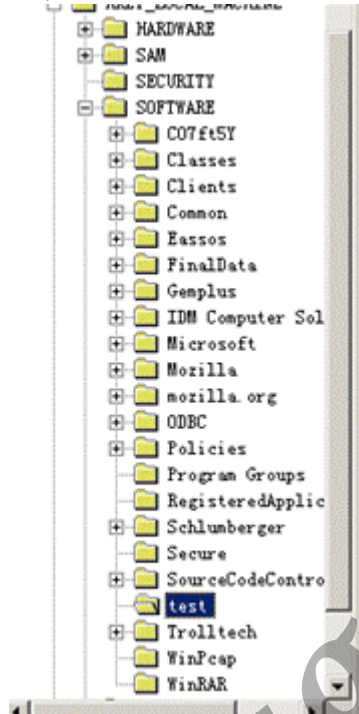 HARDWARE
SAM
SECURITY
SOFTWARE
C07ft5Y
Classes
Clients
Common
Eassos
FinalData
Gemplus
IDM Computer Sol
Microsoft
Mozilla
mozilla.org
ODBC
Policies
Program Groups
RegisteredApplic
Schlumberger
Secure
SourceCodeContro
test
Trolltech
WinPcap
WinRAR